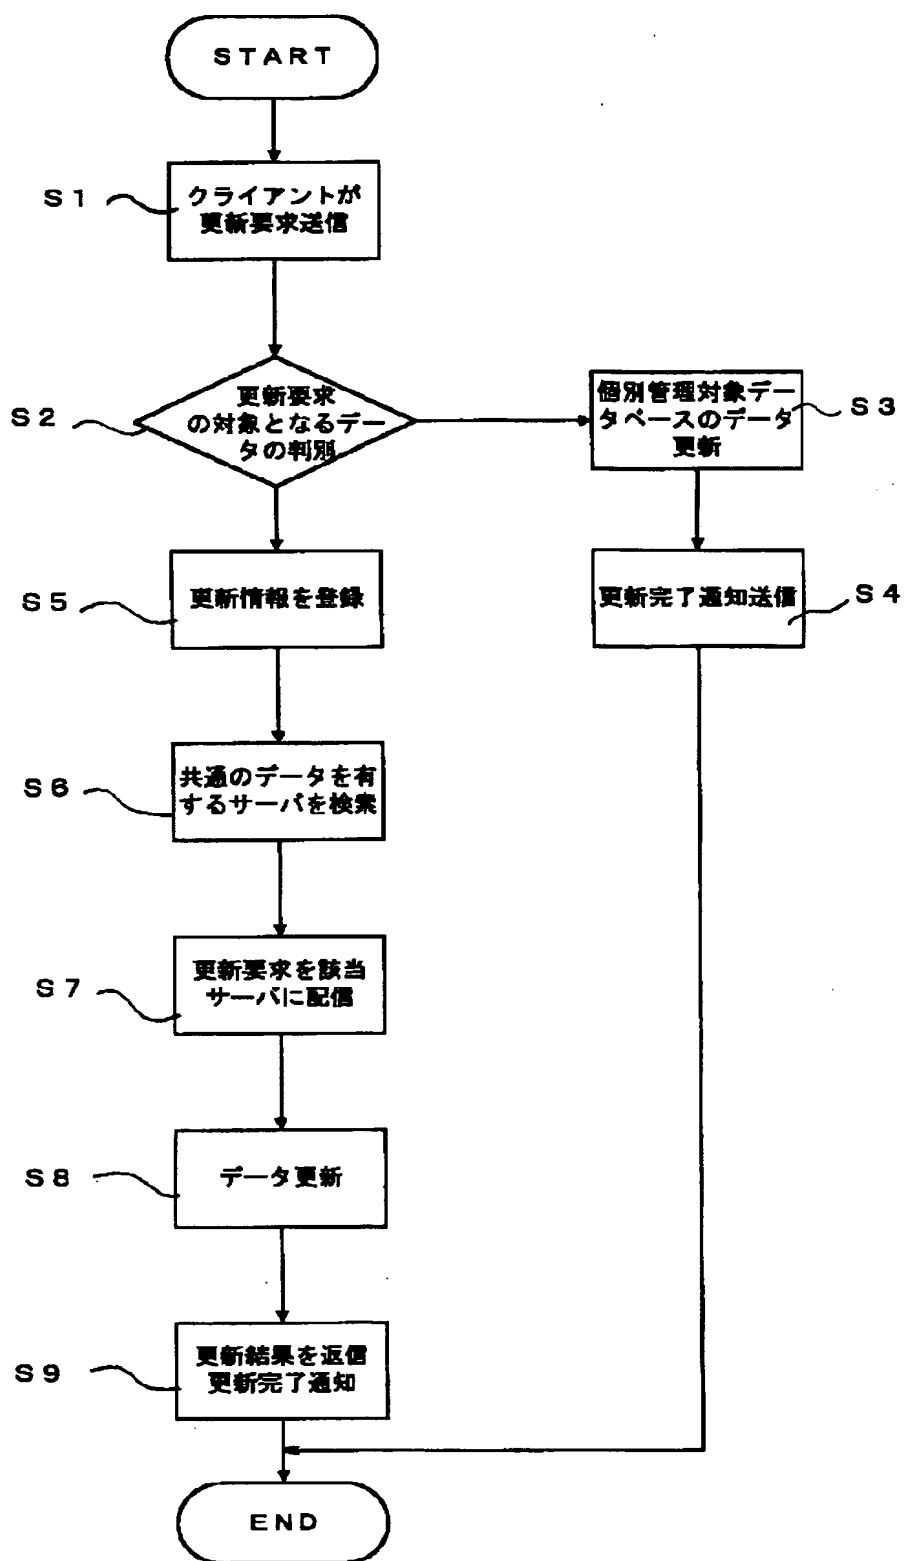 START
S1
クライアントが
更新要求送信
S2
更新要求
の対象となるデー
タの判別
個別管理対象デー
タベースのデータ
更新
S3
S5
更新情報を登録
更新完了通知送信
S4
S6
共通のデータを有
するサーバを検索
S7
更新要求を該当
サーバに配信
S8
データ更新
S9
更新結果を返信
更新完了通知
END